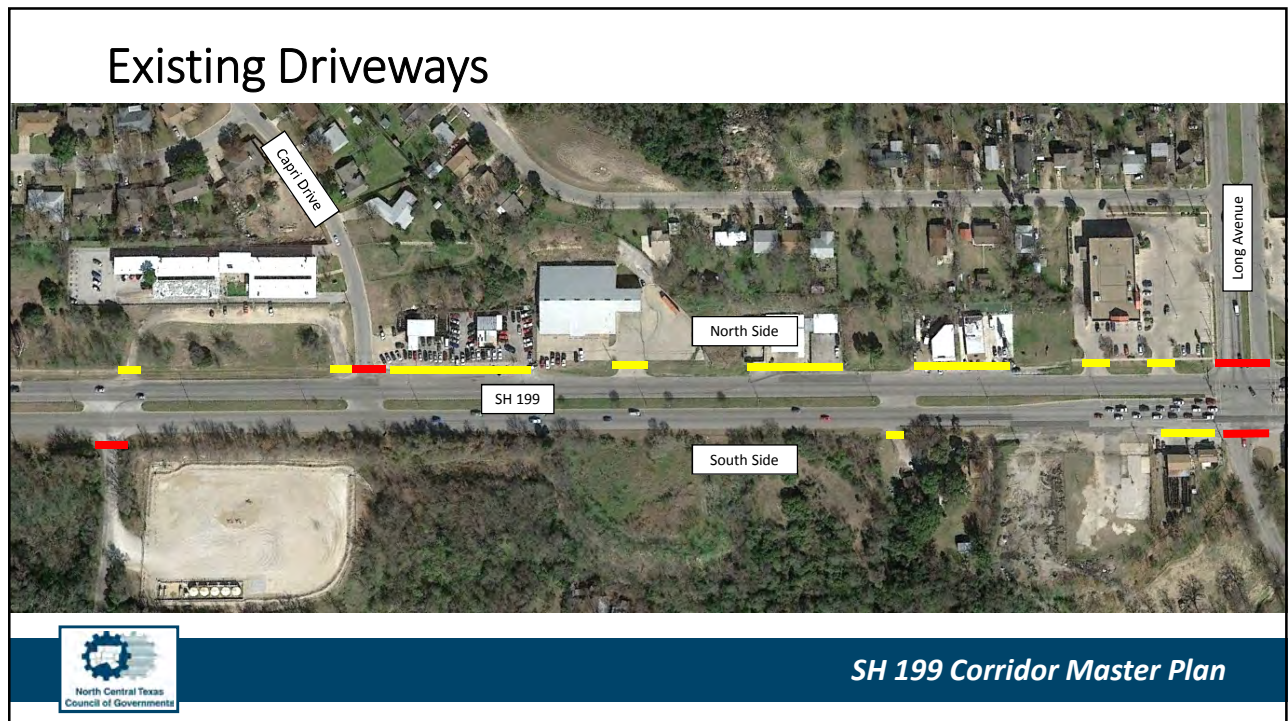 Existing Driveways
Capri Drive
Long Avenue
North Side
SH 199
South Side
North Central Texas
Council of Governments
SH 199 Corridor Master Plan